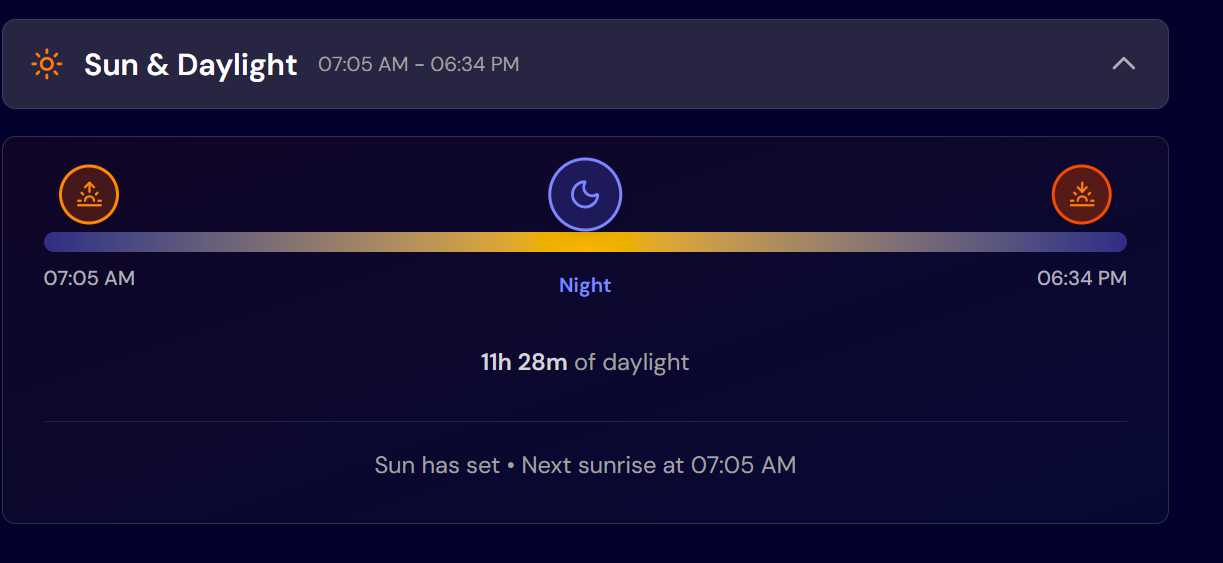 Sun & Daylight 07:05 AM – 06:34 PM
07:05 AM
Night
06:34 PM
11h 28m of daylight
Sun has set • Next sunrise at 07:05 AM